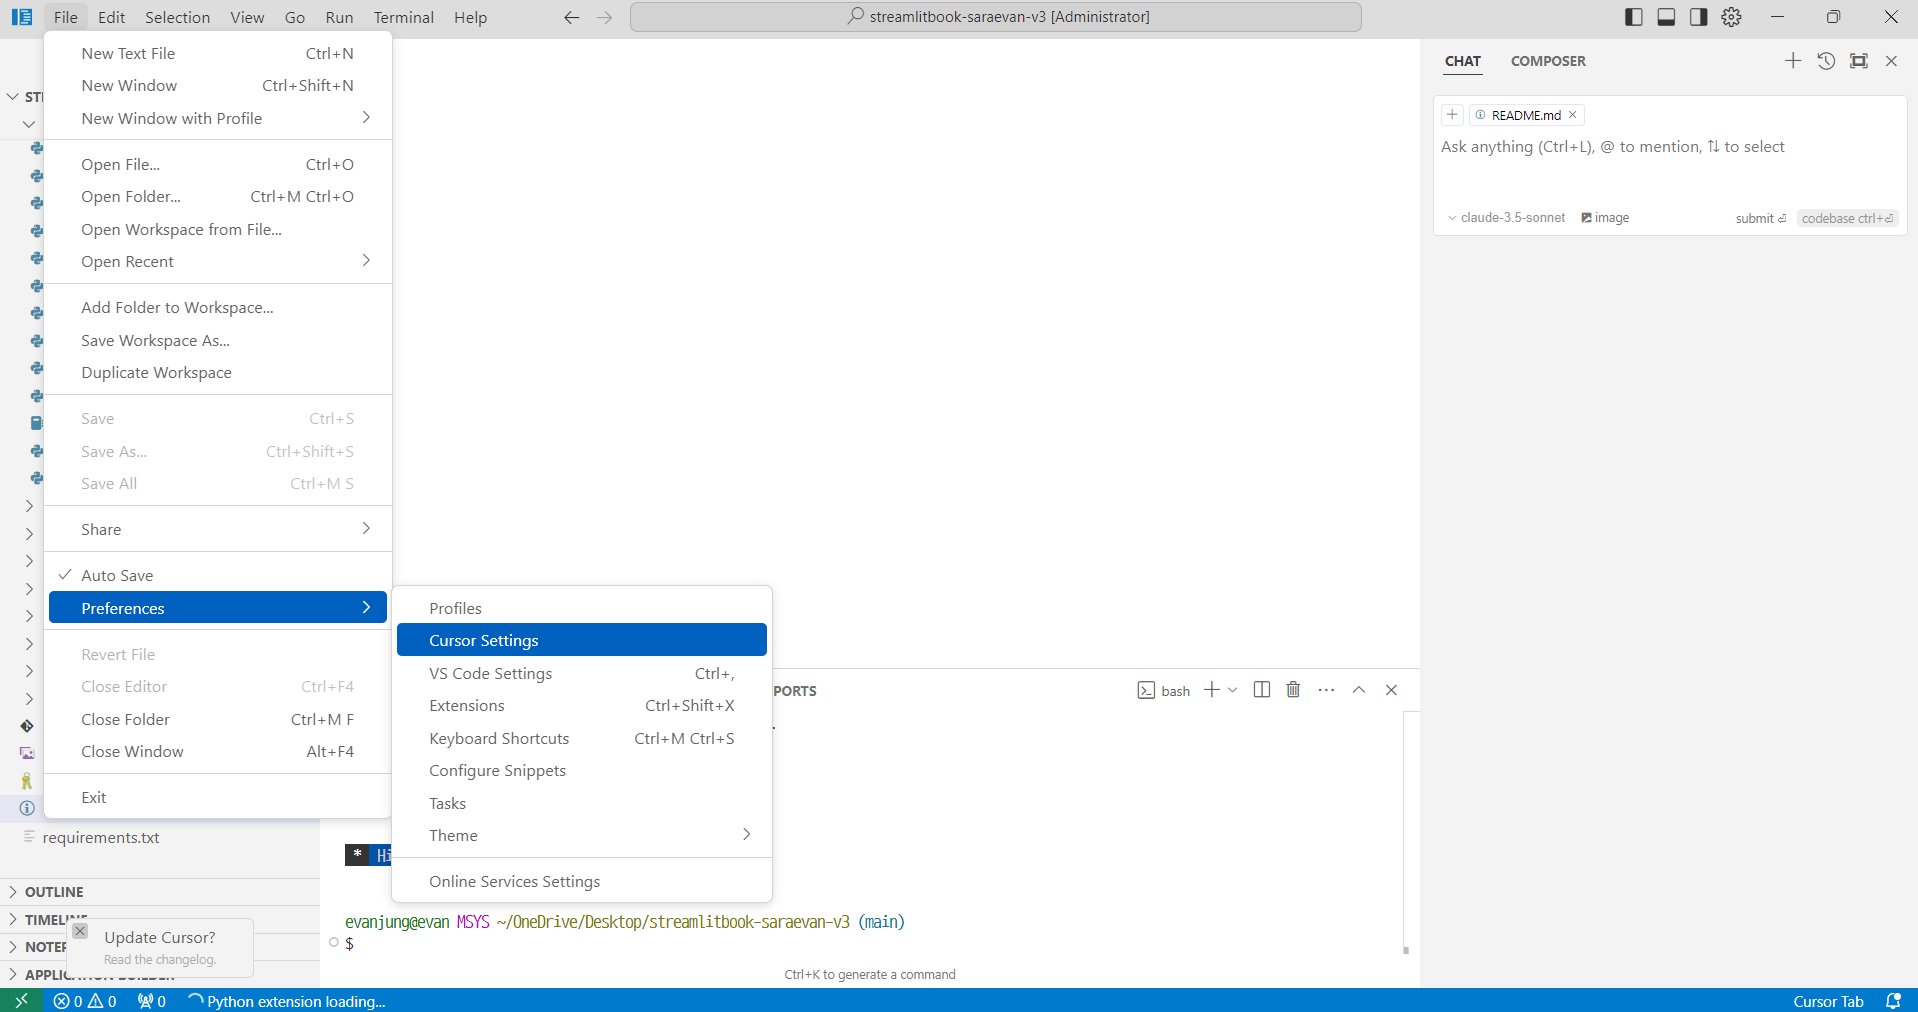 File Edit Selection View Go Run Terminal Help
streamlitbook-saraevan-v3 [Administrator]
New Text File Ctrl+N
New Window Ctrl+Shift+N
New Window with Profile
Open File... Ctrl+O
Open Folder... Ctrl+M Ctrl+O
Open Workspace from File...
Open Recent
Add Folder to Workspace...
Save Workspace As...
Duplicate Workspace
Save Ctrl+S
Save As... Ctrl+Shift+S
Save All Ctrl+M S
Share
Auto Save
Preferences
Revert File
Close Editor Ctrl+F4
Close Folder Ctrl+M F
Close Window Alt+F4
Exit
Profiles
Cursor Settings
VS Code Settings Ctrl+,
Extensions Ctrl+Shift+X
Keyboard Shortcuts Ctrl+M Ctrl+S
Configure Snippets
Tasks
Theme
Online Services Settings
requirements.txt
OUTLINE
Update Cursor?
Read the changelog.
PORTS
bash
* Hi
evanjung@evan MSYS ~/OneDrive/Desktop/streamlitbook-saraevan-v3 (main)
$
Ctrl+K to generate a command
CHAT COMPOSER
README.md
Ask anything (Ctrl+L), @ to mention, ⇅ to select
claude-3.5-sonnet image submit ⏎ codebase ctrl+⏎
0 0 0 Python extension loading...
Cursor Tab